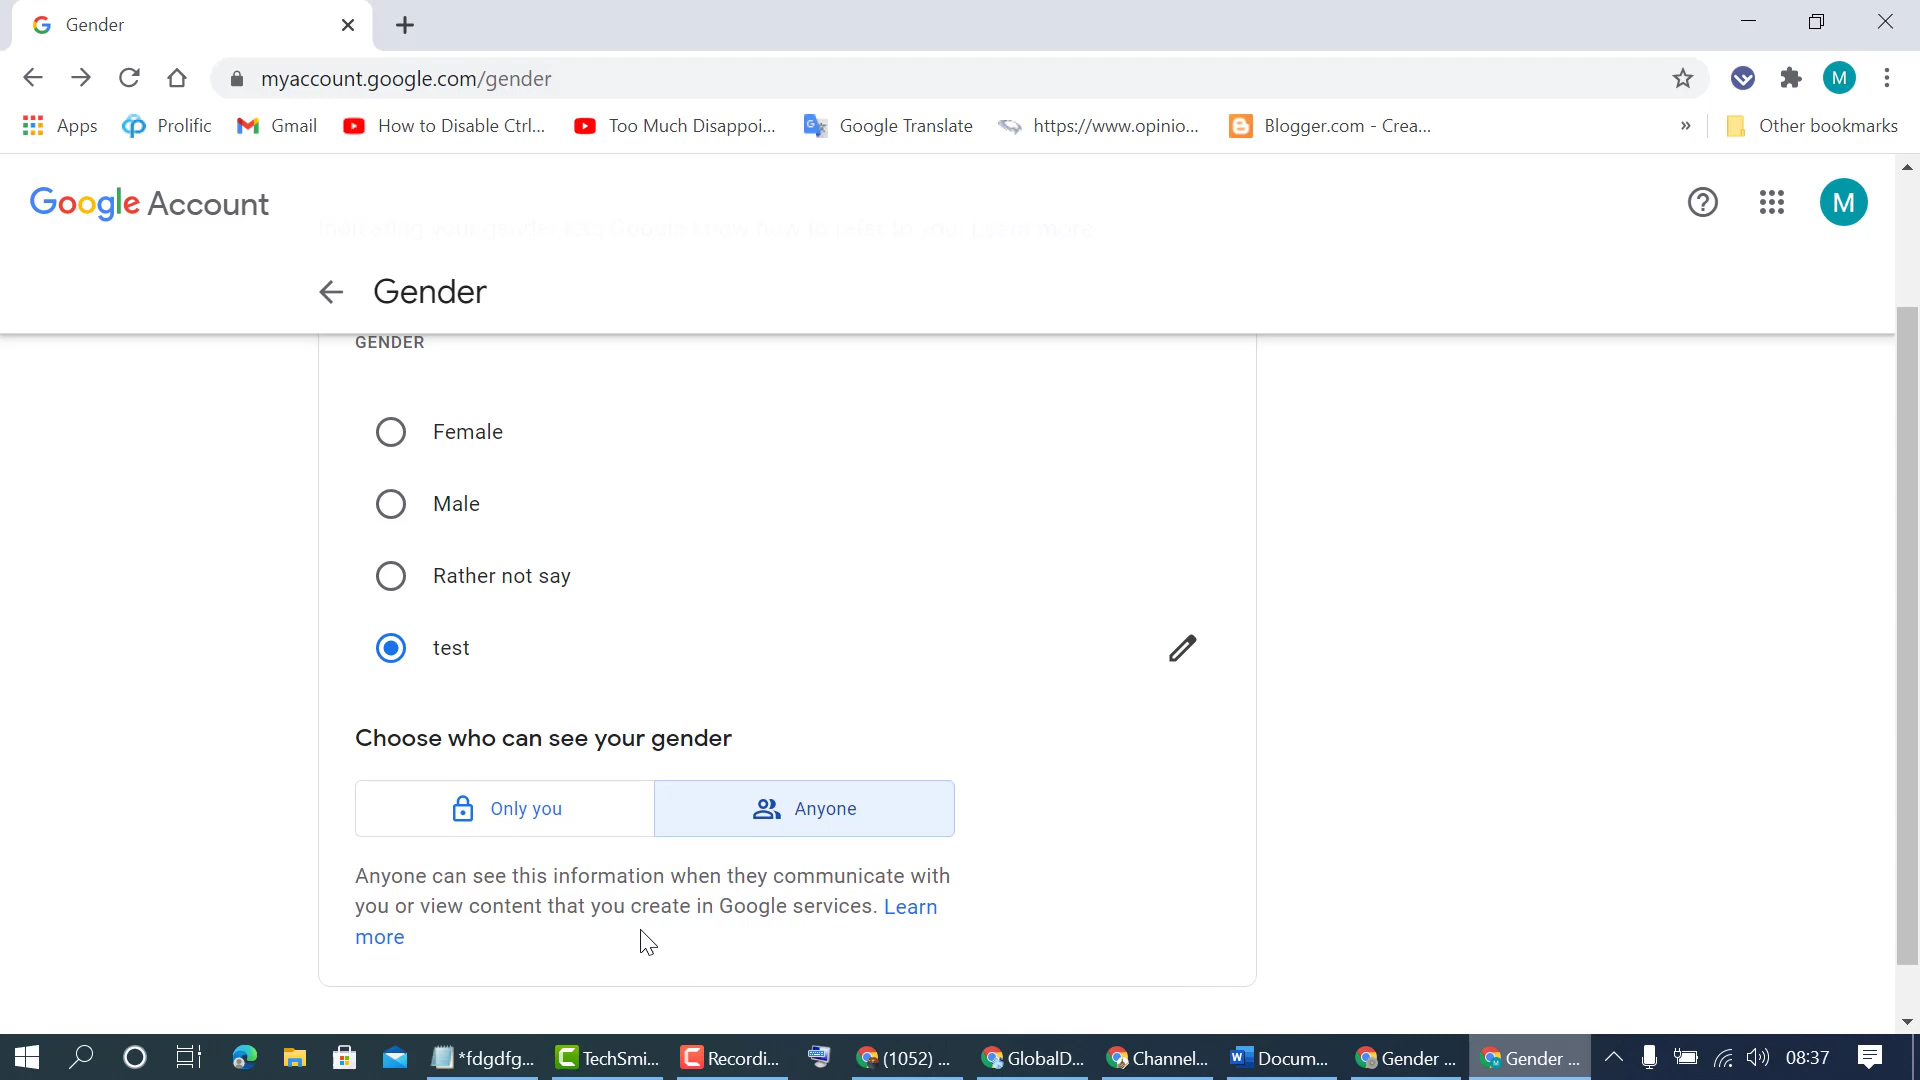 Gender
myaccount.google.com/gender
Apps
Prolific
Gmail
How to Disable Ctrl...
Too Much Disappoi...
Google Translate
https://www.opinio...
Blogger.com - Crea...
»
Other bookmarks
M
Google Account
M
Gender
GENDER
Female
Male
Rather not say
test
Choose who can see your gender
Only you
Anyone
Anyone can see this information when they communicate with
you or view content that you create in Google services. Learn
more
*fdgdfg...
TechSmi...
Recordi...
(1052) ...
GlobalD...
Channel...
Docum...
Gender ...
Gender ...
08:37